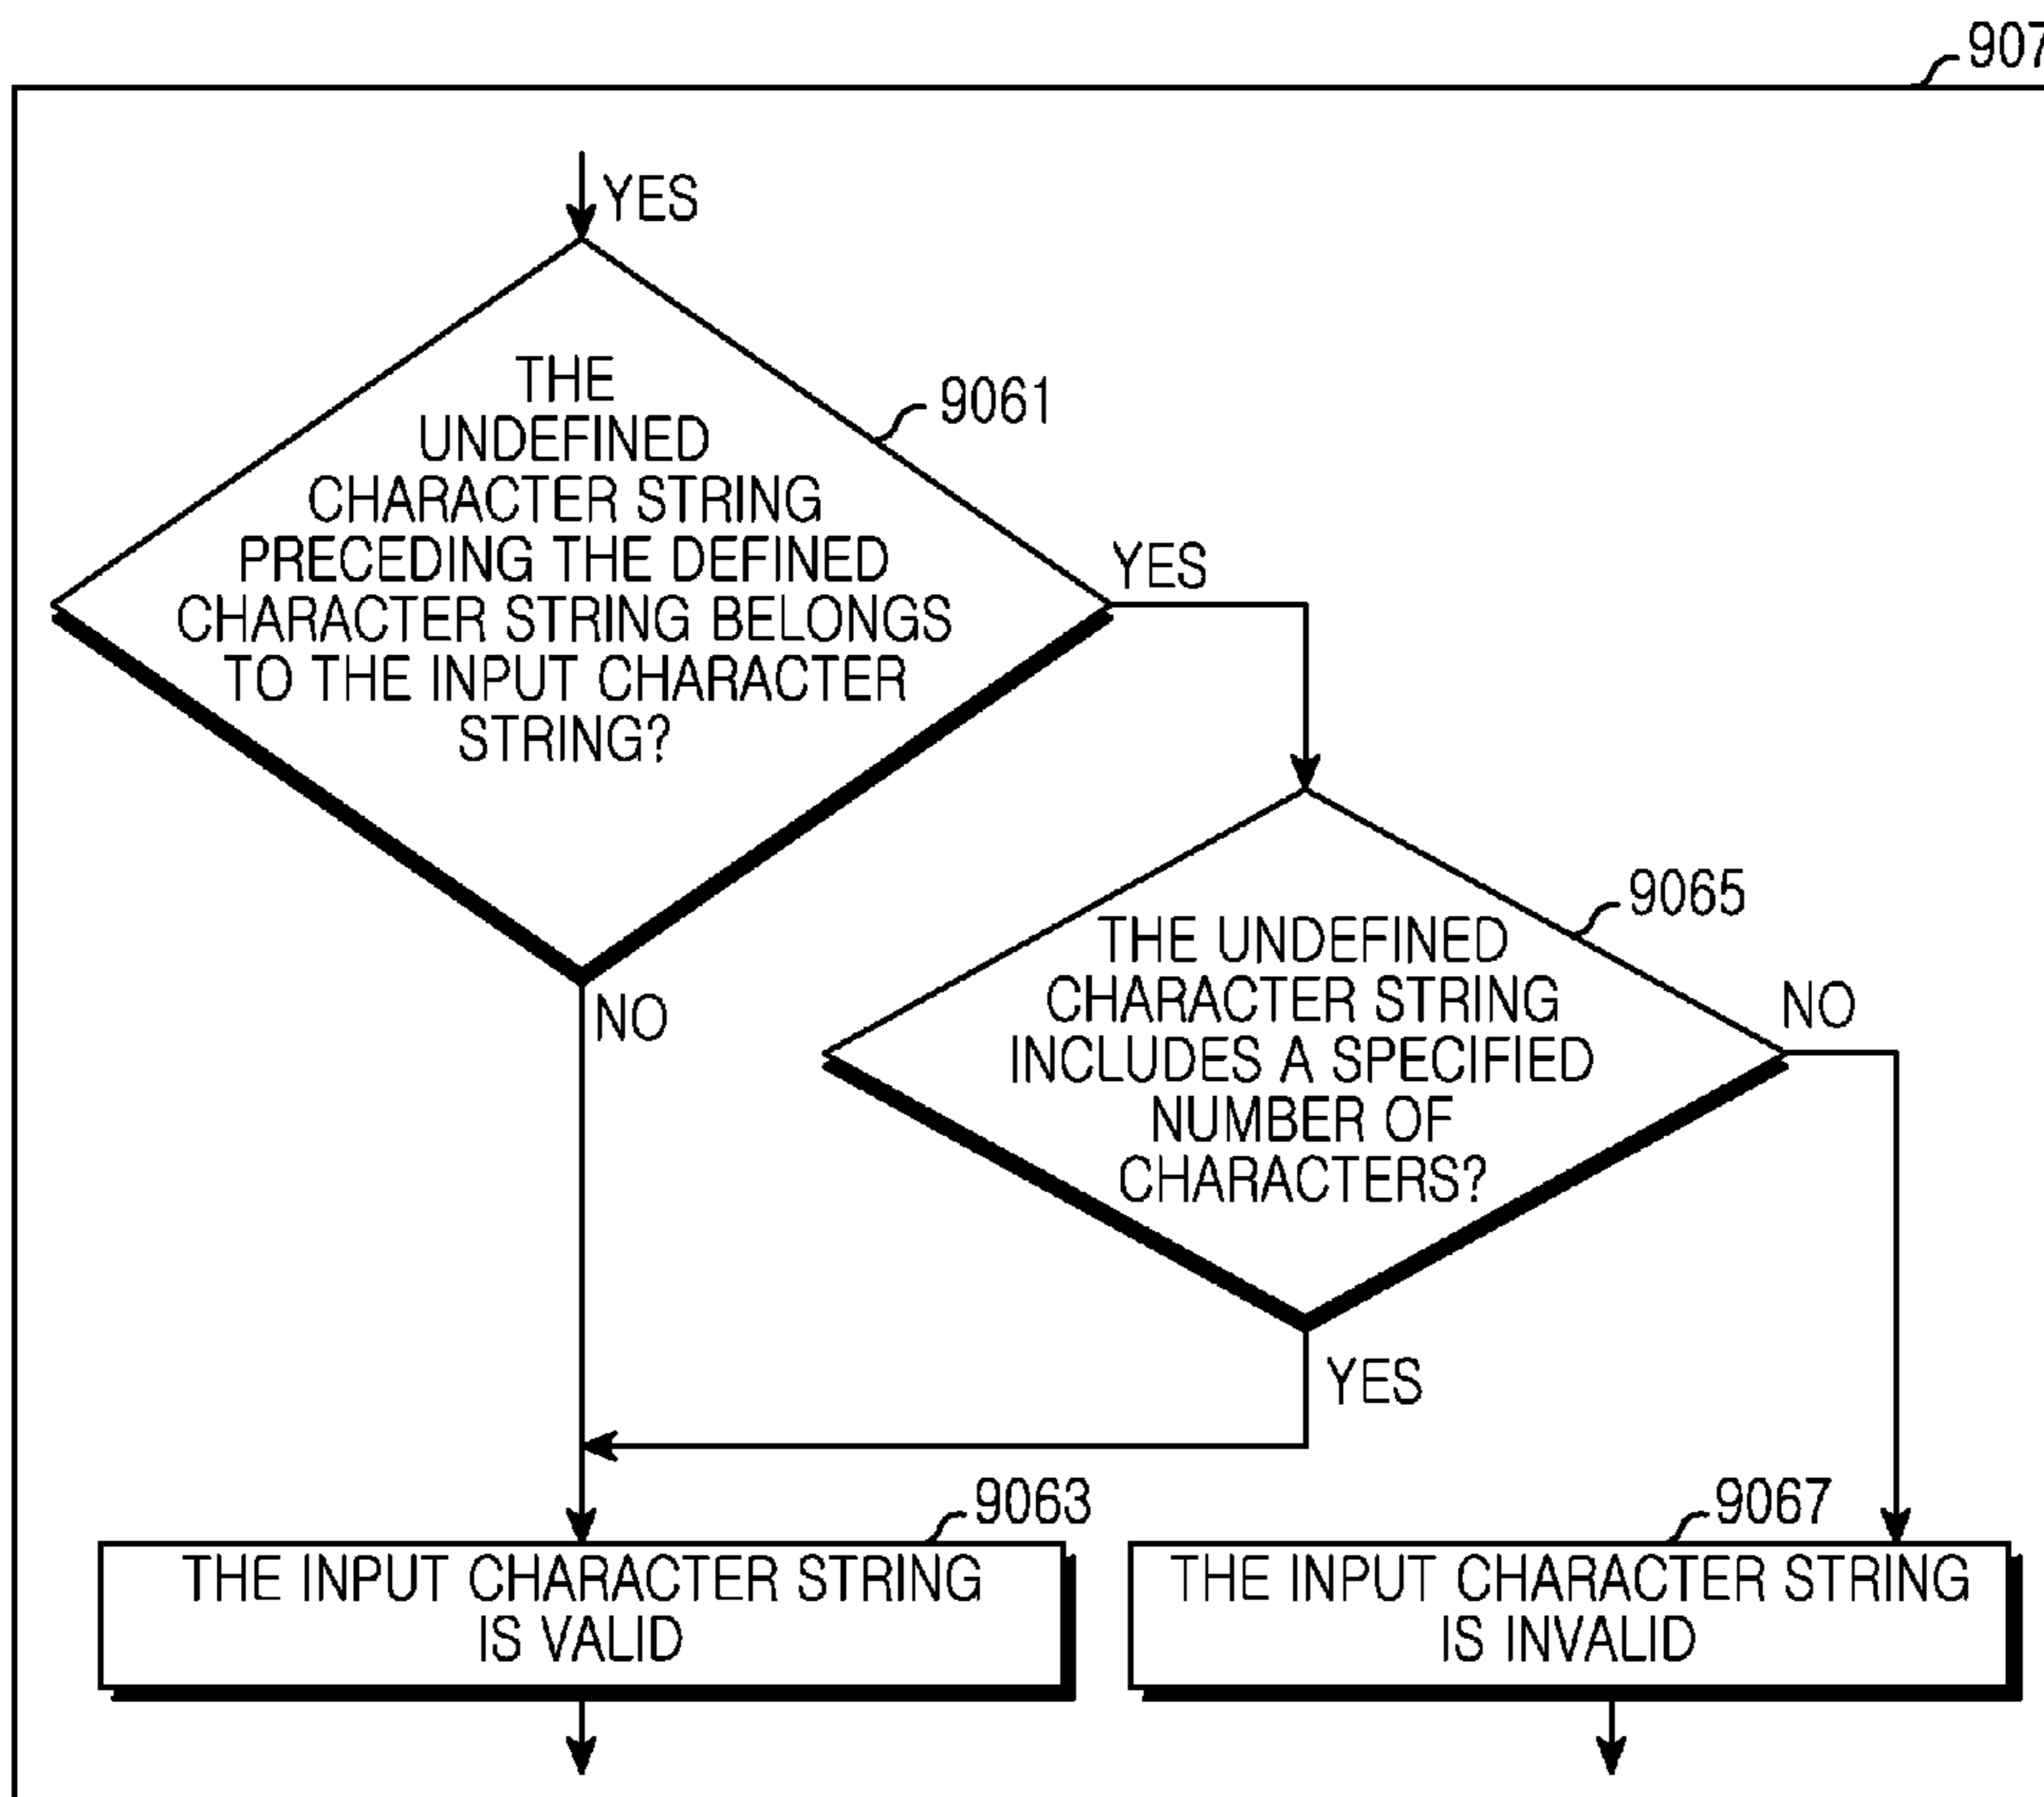 907
YES
THE
UNDEFINED
CHARACTER STRING
PRECEDING THE DEFINED
CHARACTER STRING BELONGS
TO THE INPUT CHARACTER
STRING?
9061
YES
NO
THE UNDEFINED
CHARACTER STRING
INCLUDES A SPECIFIED
NUMBER OF
CHARACTERS?
9065
NO
YES
9063
THE INPUT CHARACTER STRING
IS VALID
9067
THE INPUT CHARACTER STRING
IS INVALID